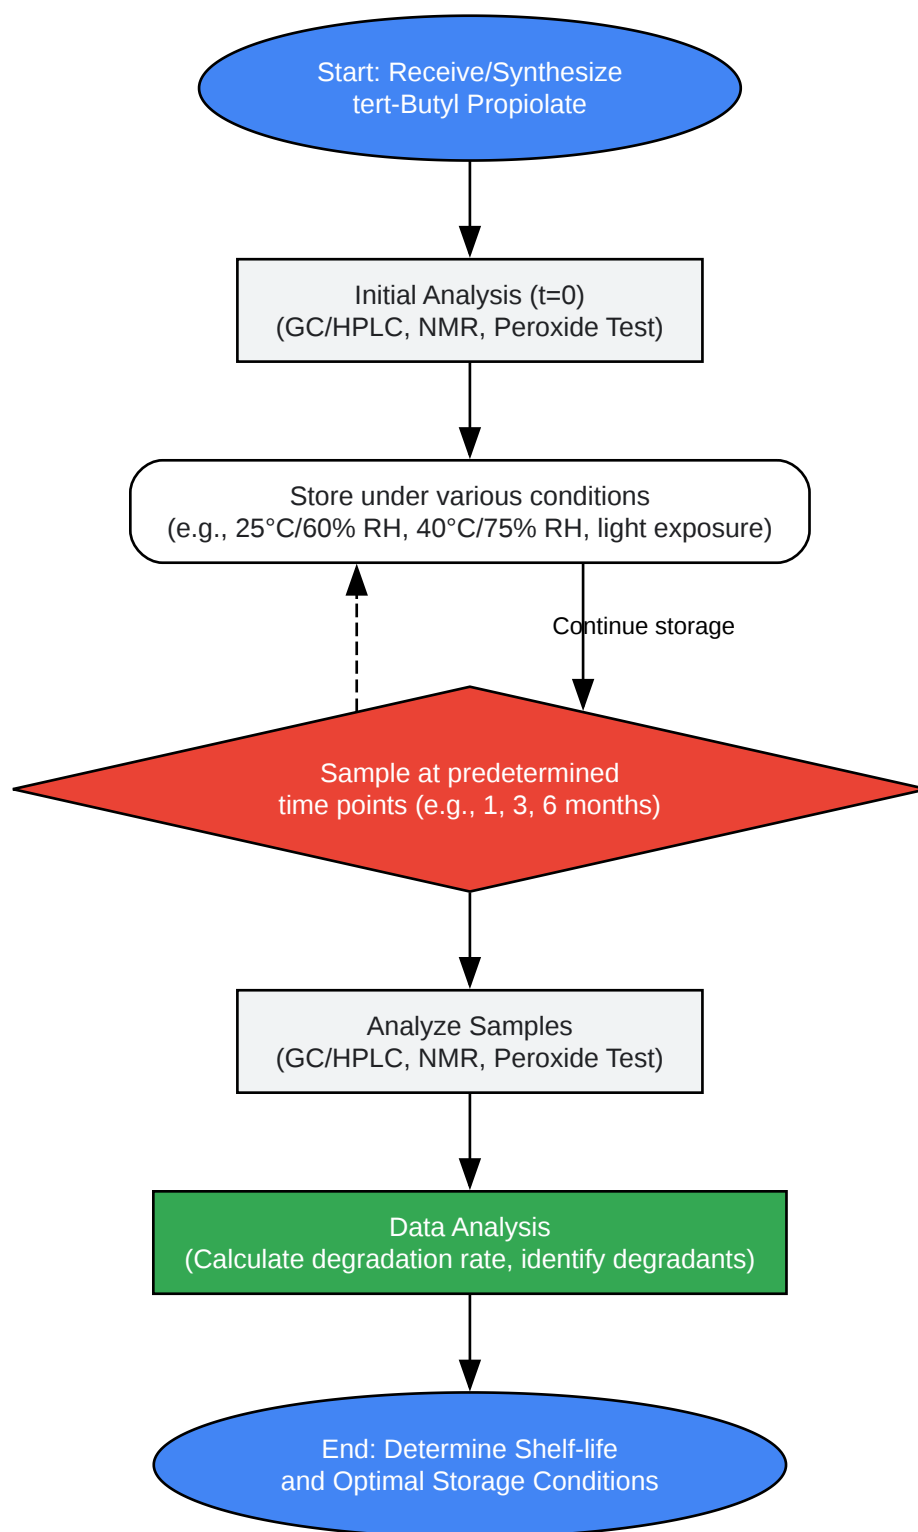 Start: Receive/Synthesize
tert-Butyl Propiolate
Initial Analysis (t=0)
(GC/HPLC, NMR, Peroxide Test)
Store under various conditions
(e.g., 25°C/60% RH, 40°C/75% RH, light exposure)
Continue storage
Sample at predetermined
time points (e.g., 1, 3, 6 months)
Analyze Samples
(GC/HPLC, NMR, Peroxide Test)
Data Analysis
(Calculate degradation rate, identify degradants)
End: Determine Shelf-life
and Optimal Storage Conditions